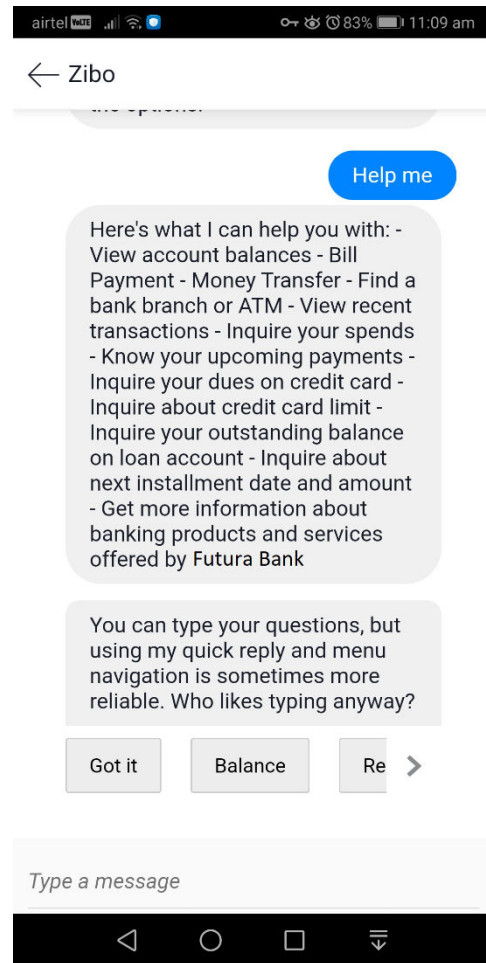 airtel VoLTE 83% 11:09 am
Zibo
the options.
Help me
Here's what I can help you with: -
View account balances - Bill
Payment - Money Transfer - Find a
bank branch or ATM - View recent
transactions - Inquire your spends
- Know your upcoming payments -
Inquire your dues on credit card -
Inquire about credit card limit -
Inquire your outstanding balance
on loan account - Inquire about
next installment date and amount
- Get more information about
banking products and services
offered by Futura Bank
You can type your questions, but
using my quick reply and menu
navigation is sometimes more
reliable. Who likes typing anyway?
Got it Balance Re
Type a message